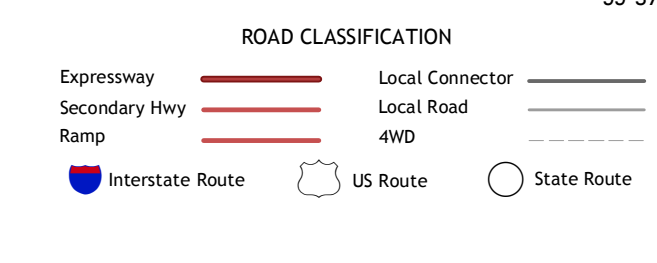 ROAD CLASSIFICATION
Expressway
Local Connector
Secondary Hwy
Local Road
Ramp
4WD
Interstate Route
US Route
State Route